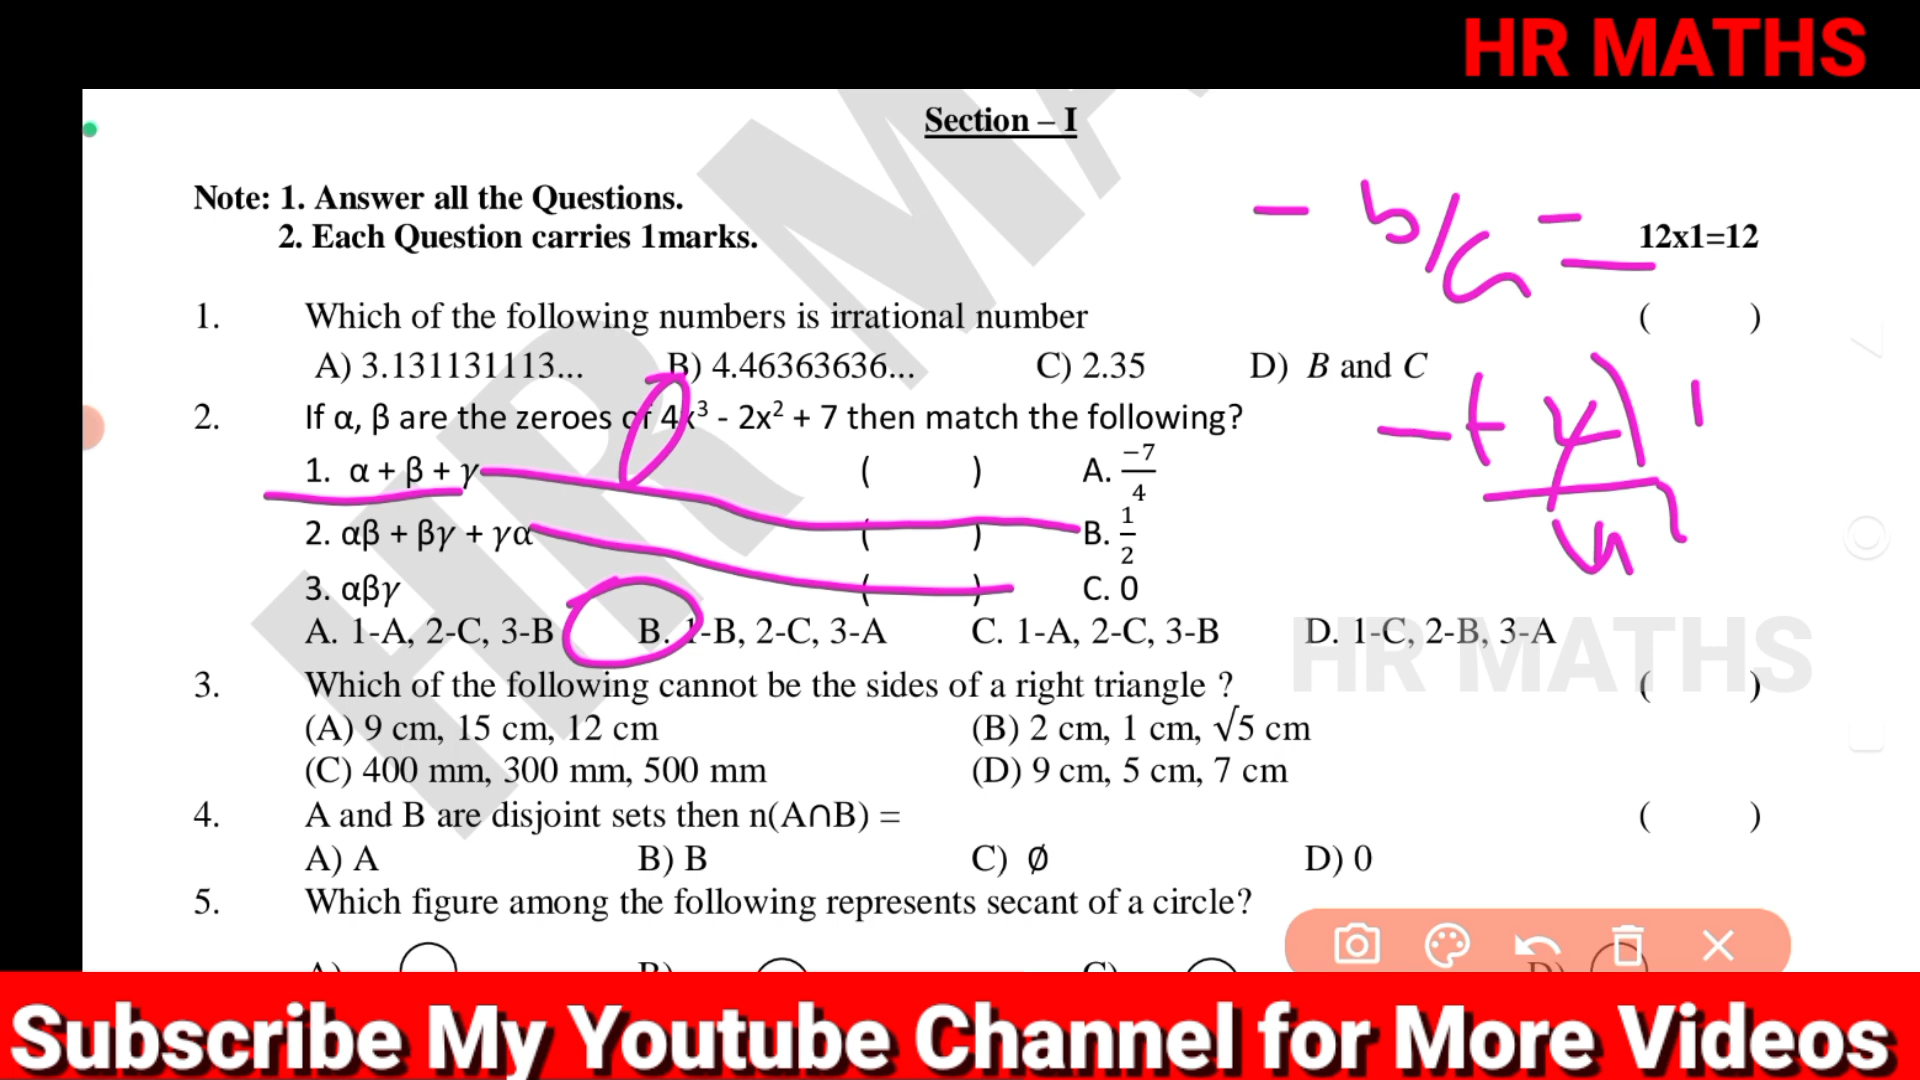 HR MATHS
Section – I
Note: 1. Answer all the Questions.
2. Each Question carries 1marks.
12x1=12
- b/a =
1. Which of the following numbers is irrational number ( )
A) 3.131131113... B) 4.46363636... C) 2.35 D) B and C
2. If α, β are the zeroes of 4x³ - 2x² + 7 then match the following?
1. α + β + γ ( ) A. −7/4
2. αβ + βγ + γα ( ) B. 1/2
3. αβγ ( ) C. 0
A. 1-A, 2-C, 3-B B. 1-B, 2-C, 3-A C. 1-A, 2-C, 3-B D. 1-C, 2-B, 3-A
HR MATHS
3. Which of the following cannot be the sides of a right triangle ? ( )
(A) 9 cm, 15 cm, 12 cm (B) 2 cm, 1 cm, √5 cm
(C) 400 mm, 300 mm, 500 mm (D) 9 cm, 5 cm, 7 cm
4. A and B are disjoint sets then n(A∩B) = ( )
A) A B) B C) ∅ D) 0
5. Which figure among the following represents secant of a circle?
Subscribe My Youtube Channel for More Videos